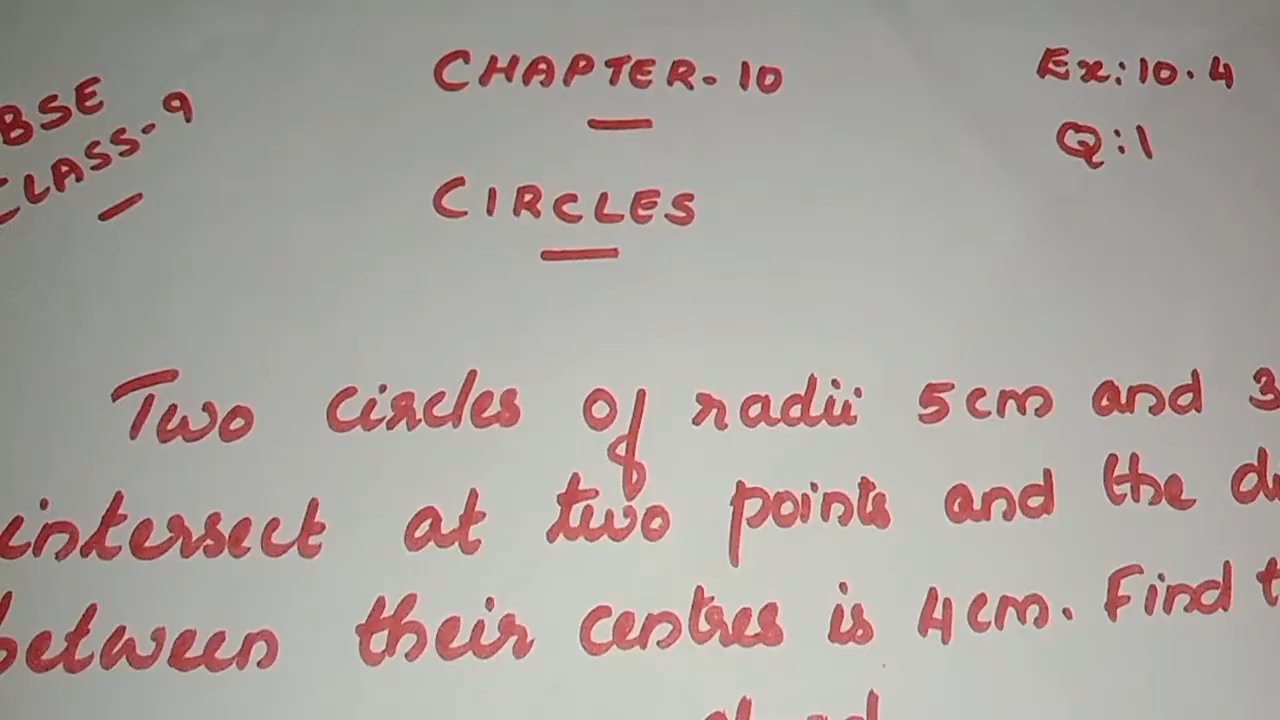 CHAPTER-10
Ex: 10.4
BSE
CLASS-9
Q:1
CIRCLES
Two circles of radii 5cm and 3
intersect at two points and the
between their centres is 4cm. Find